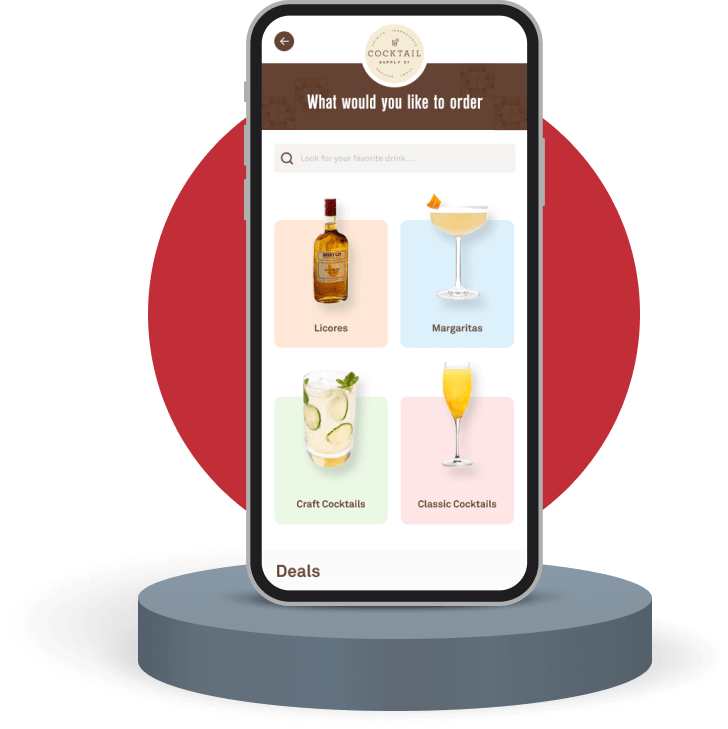 COCKTAIL
SUPPLY CO
What would you like to order
Look for your favorite drink....
Licores
Margaritas
Craft Cocktails
Classic Cocktails
Deals